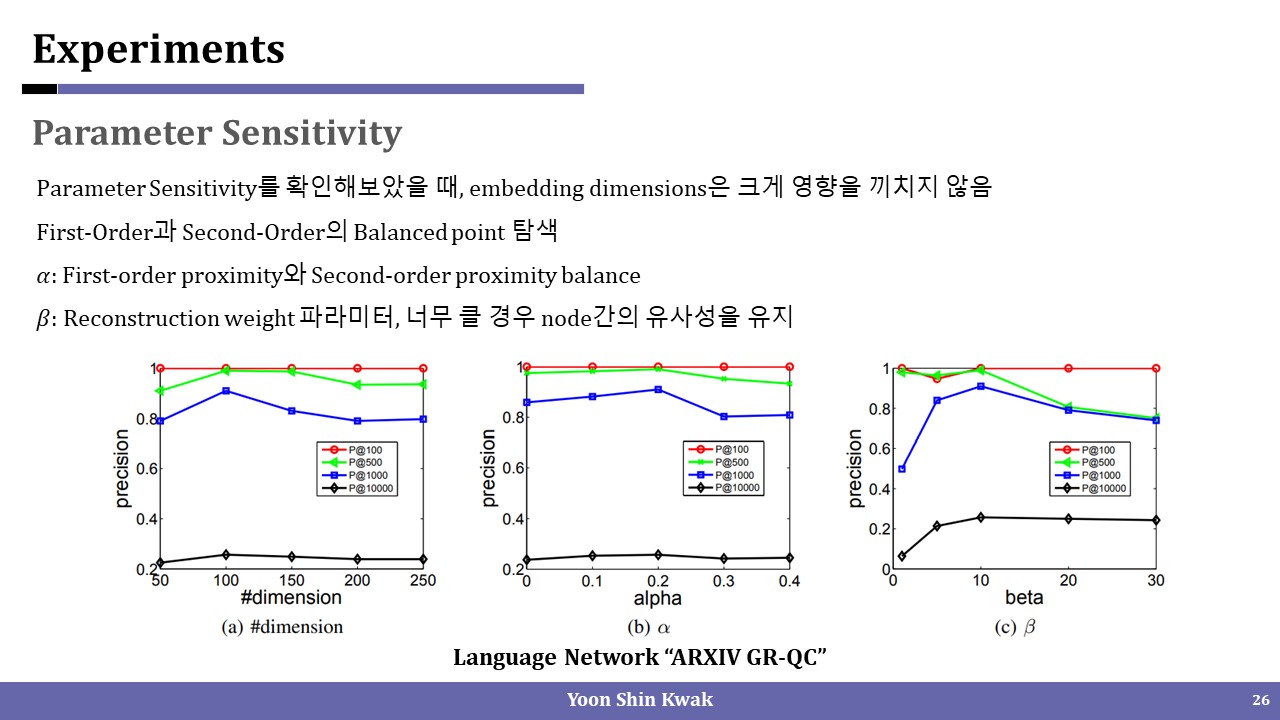 Experiments
Parameter Sensitivity
Parameter Sensitivity를 확인해보았을 때, embedding dimensions은 크게 영향을 끼치지 않음
First-Order과 Second-Order의 Balanced point 탐색
𝛼: First-order proximity와 Second-order proximity balance
𝛽: Reconstruction weight 파라미터, 너무 클 경우 node간의 유사성을 유지
1
0.8
0.6
0.4
0.2
precision
50 100 150 200 250
#dimension
P@100
P@500
P@1000
P@10000
(a) #dimension
1
0.8
0.6
0.4
0.2
precision
0 0.1 0.2 0.3 0.4
alpha
P@100
P@500
P@1000
P@10000
(b) α
1
0.8
0.6
0.4
0.2
0
precision
0 10 20 30
beta
P@100
P@500
P@1000
P@10000
(c) β
Language Network “ARXIV GR-QC”
Yoon Shin Kwak
26